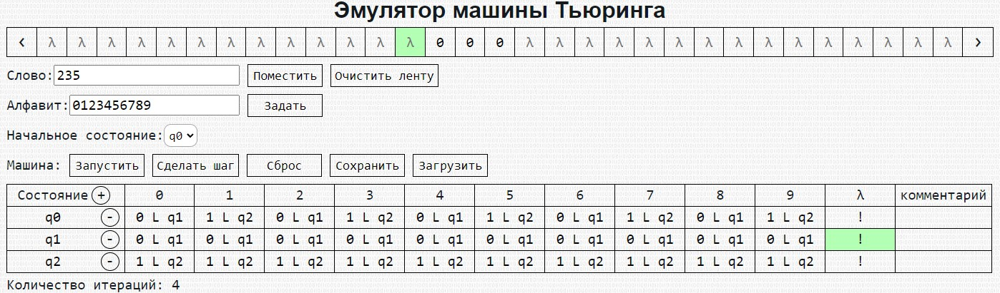 Эмулятор машины Тьюринга
< λ λ λ λ λ λ λ λ λ λ λ λ λ 0 0 0 λ λ λ λ λ λ λ λ λ λ λ λ λ λ λ >
Слово: 235 Поместить Очистить ленту
Алфавит: 0123456789 Задать
Начальное состояние: q0
Машина: Запустить Сделать шаг Сброс Сохранить Загрузить
Состояние + 0 1 2 3 4 5 6 7 8 9 λ комментарий
q0 - 0 L q1 1 L q2 0 L q1 1 L q2 0 L q1 1 L q2 0 L q1 1 L q2 0 L q1 1 L q2 !
q1 - 0 L q1 0 L q1 0 L q1 0 L q1 0 L q1 0 L q1 0 L q1 0 L q1 0 L q1 0 L q1 !
q2 - 1 L q2 1 L q2 1 L q2 1 L q2 1 L q2 1 L q2 1 L q2 1 L q2 1 L q2 1 L q2 !
Количество итераций: 4